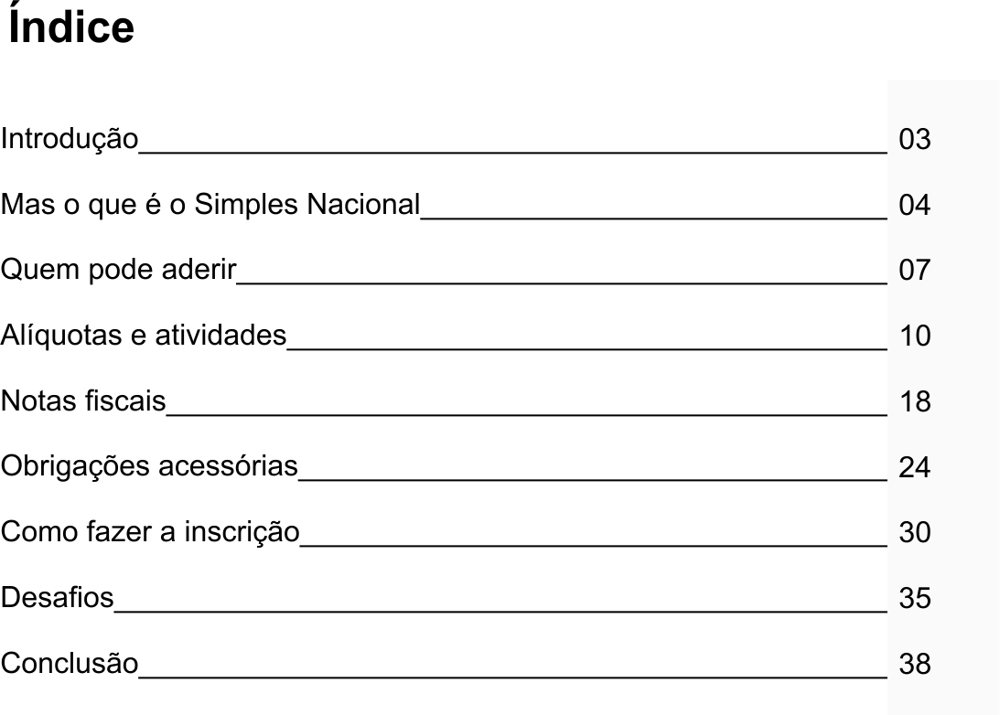 Índice
Introdução 03
Mas o que é o Simples Nacional 04
Quem pode aderir 07
Alíquotas e atividades 10
Notas fiscais 18
Obrigações acessórias 24
Como fazer a inscrição 30
Desafios 35
Conclusão 38